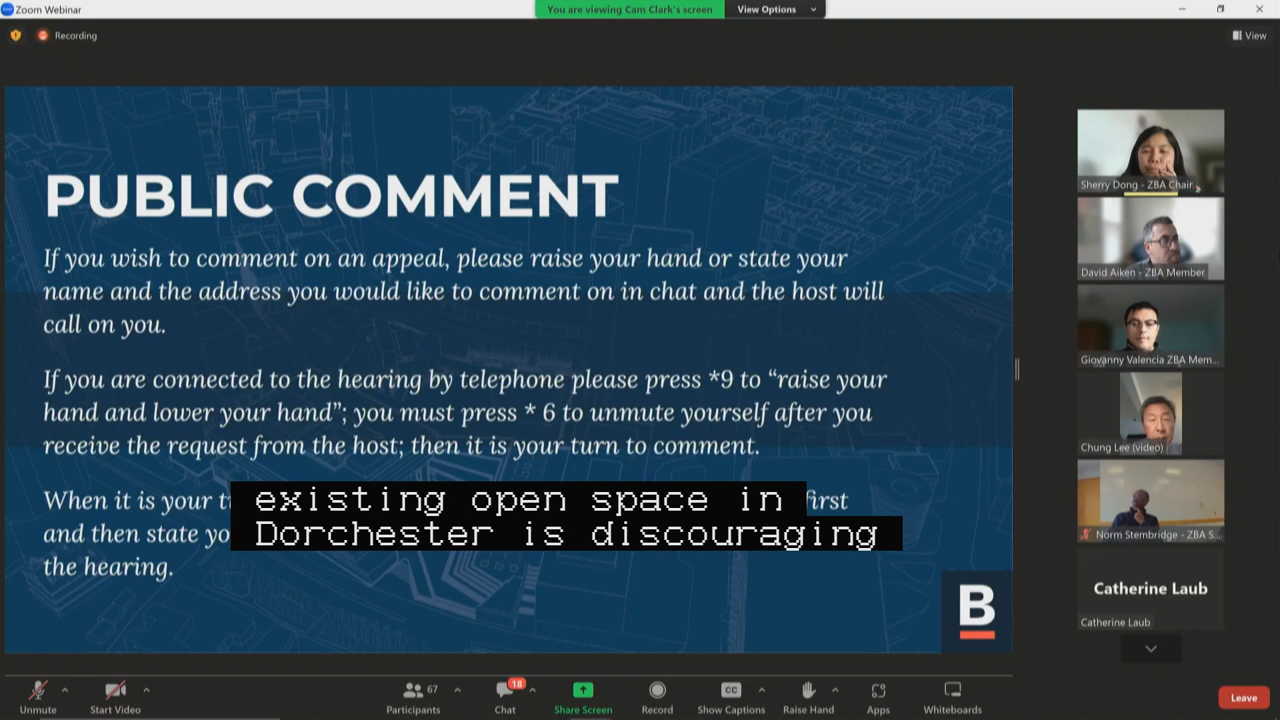 Zoom Webinar
You are viewing Cam Clark's screen
View Options
Recording
View
PUBLIC COMMENT
If you wish to comment on an appeal, please raise your hand or state your
name and the address you would like to comment on in chat and the host will
call on you.
If you are connected to the hearing by telephone please press *9 to “raise your
hand and lower your hand”; you must press * 6 to unmute yourself after you
receive the request from the host; then it is your turn to comment.
When it is your first
and then state
the hearing.
existing open space in
Dorchester is discouraging
B
Sherry Dong - ZBA Chair
David Aiken - ZBA Member
Giovanny Valencia ZBA Mem...
Chung Lee (video)
Norm Stembridge - ZBA S...
Catherine Laub
Catherine Laub
Unmute
Start Video
67
Participants
18
Chat
Share Screen
Record
CC
Show Captions
Raise Hand
Apps
Whiteboards
Leave